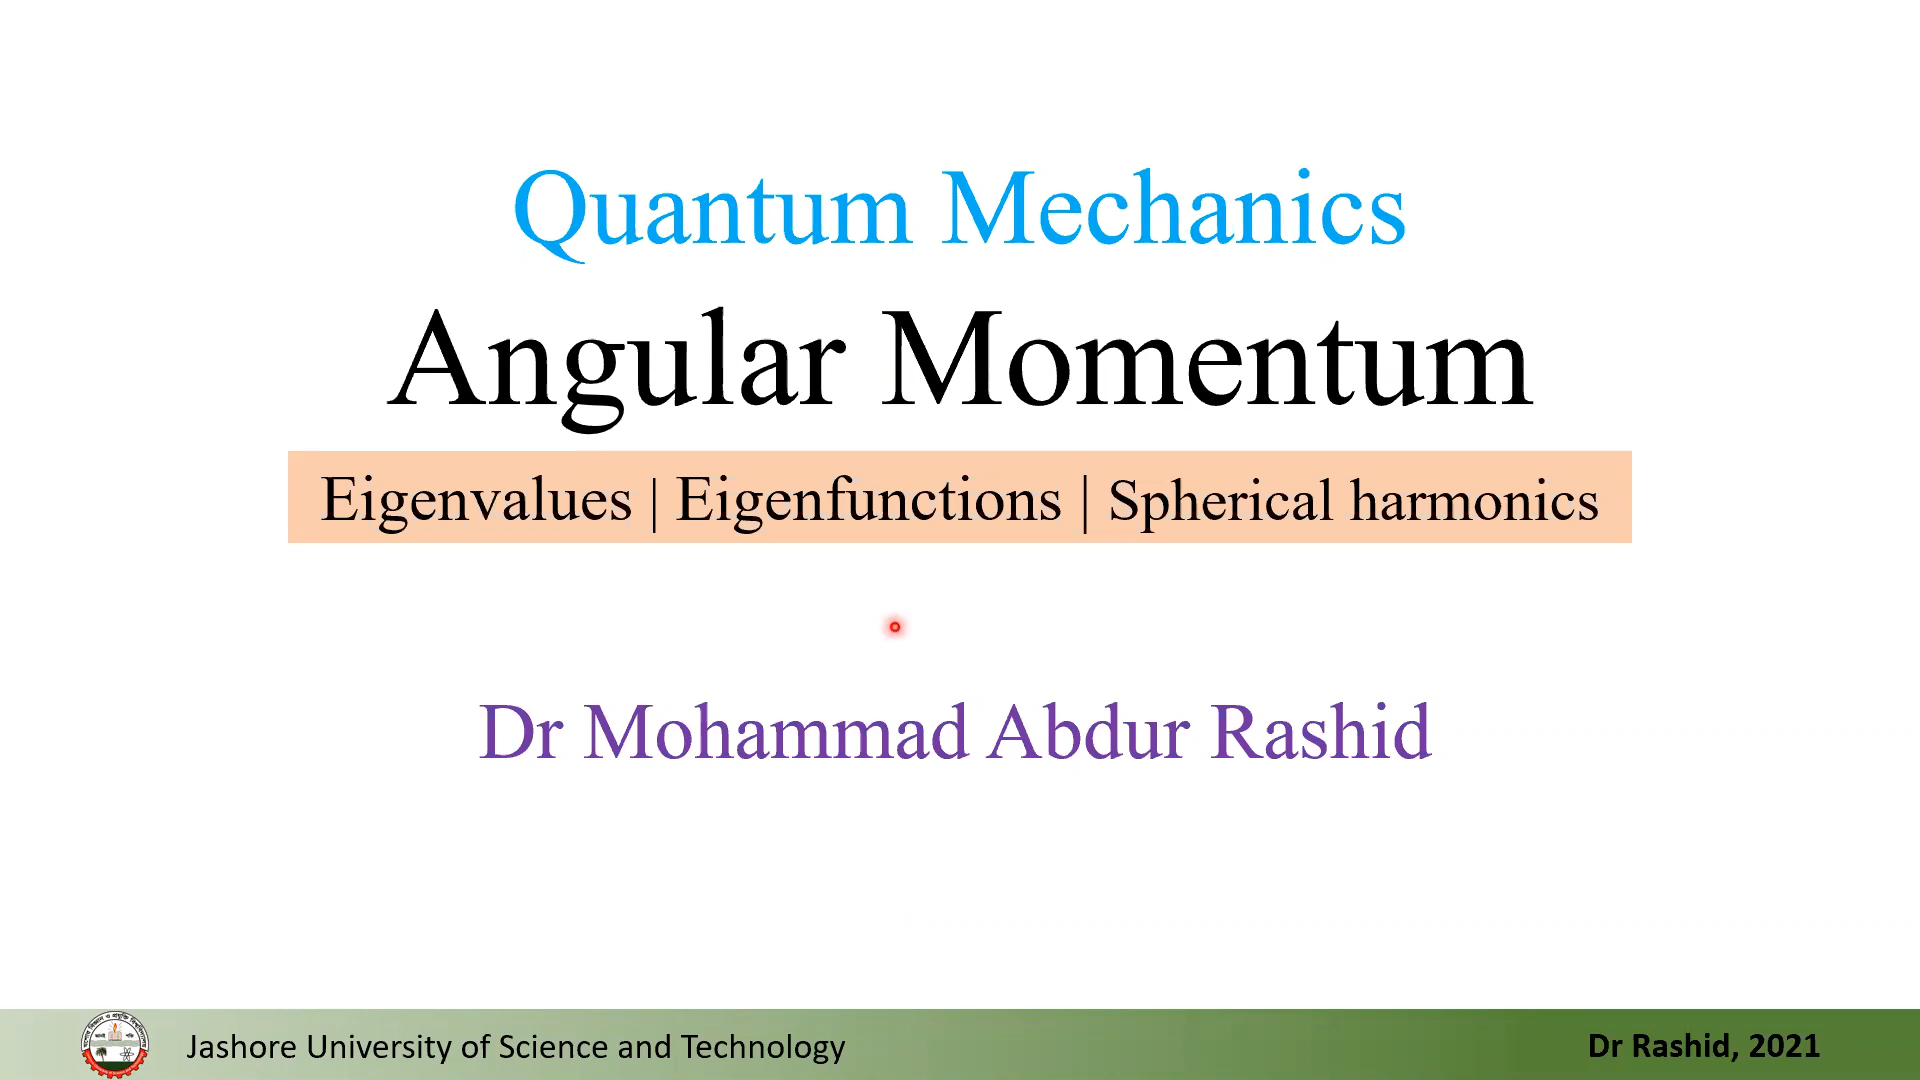 Quantum Mechanics
Angular Momentum
Eigenvalues | Eigenfunctions | Spherical harmonics
Dr Mohammad Abdur Rashid
Jashore University of Science and Technology
Dr Rashid, 2021